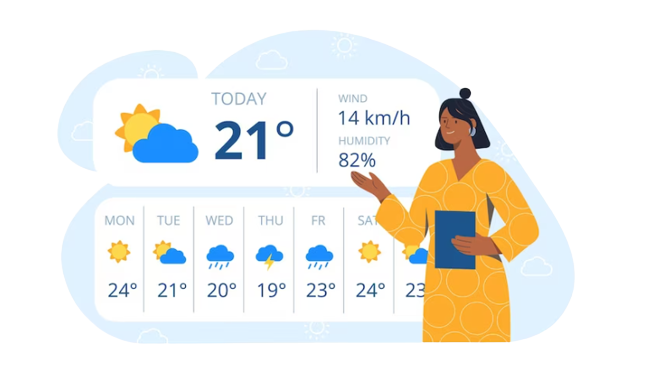 TODAY
21°
WIND
14 km/h
HUMIDITY
82%
MON TUE WED THU FR SAT
24° 21° 20° 19° 23° 24° 23